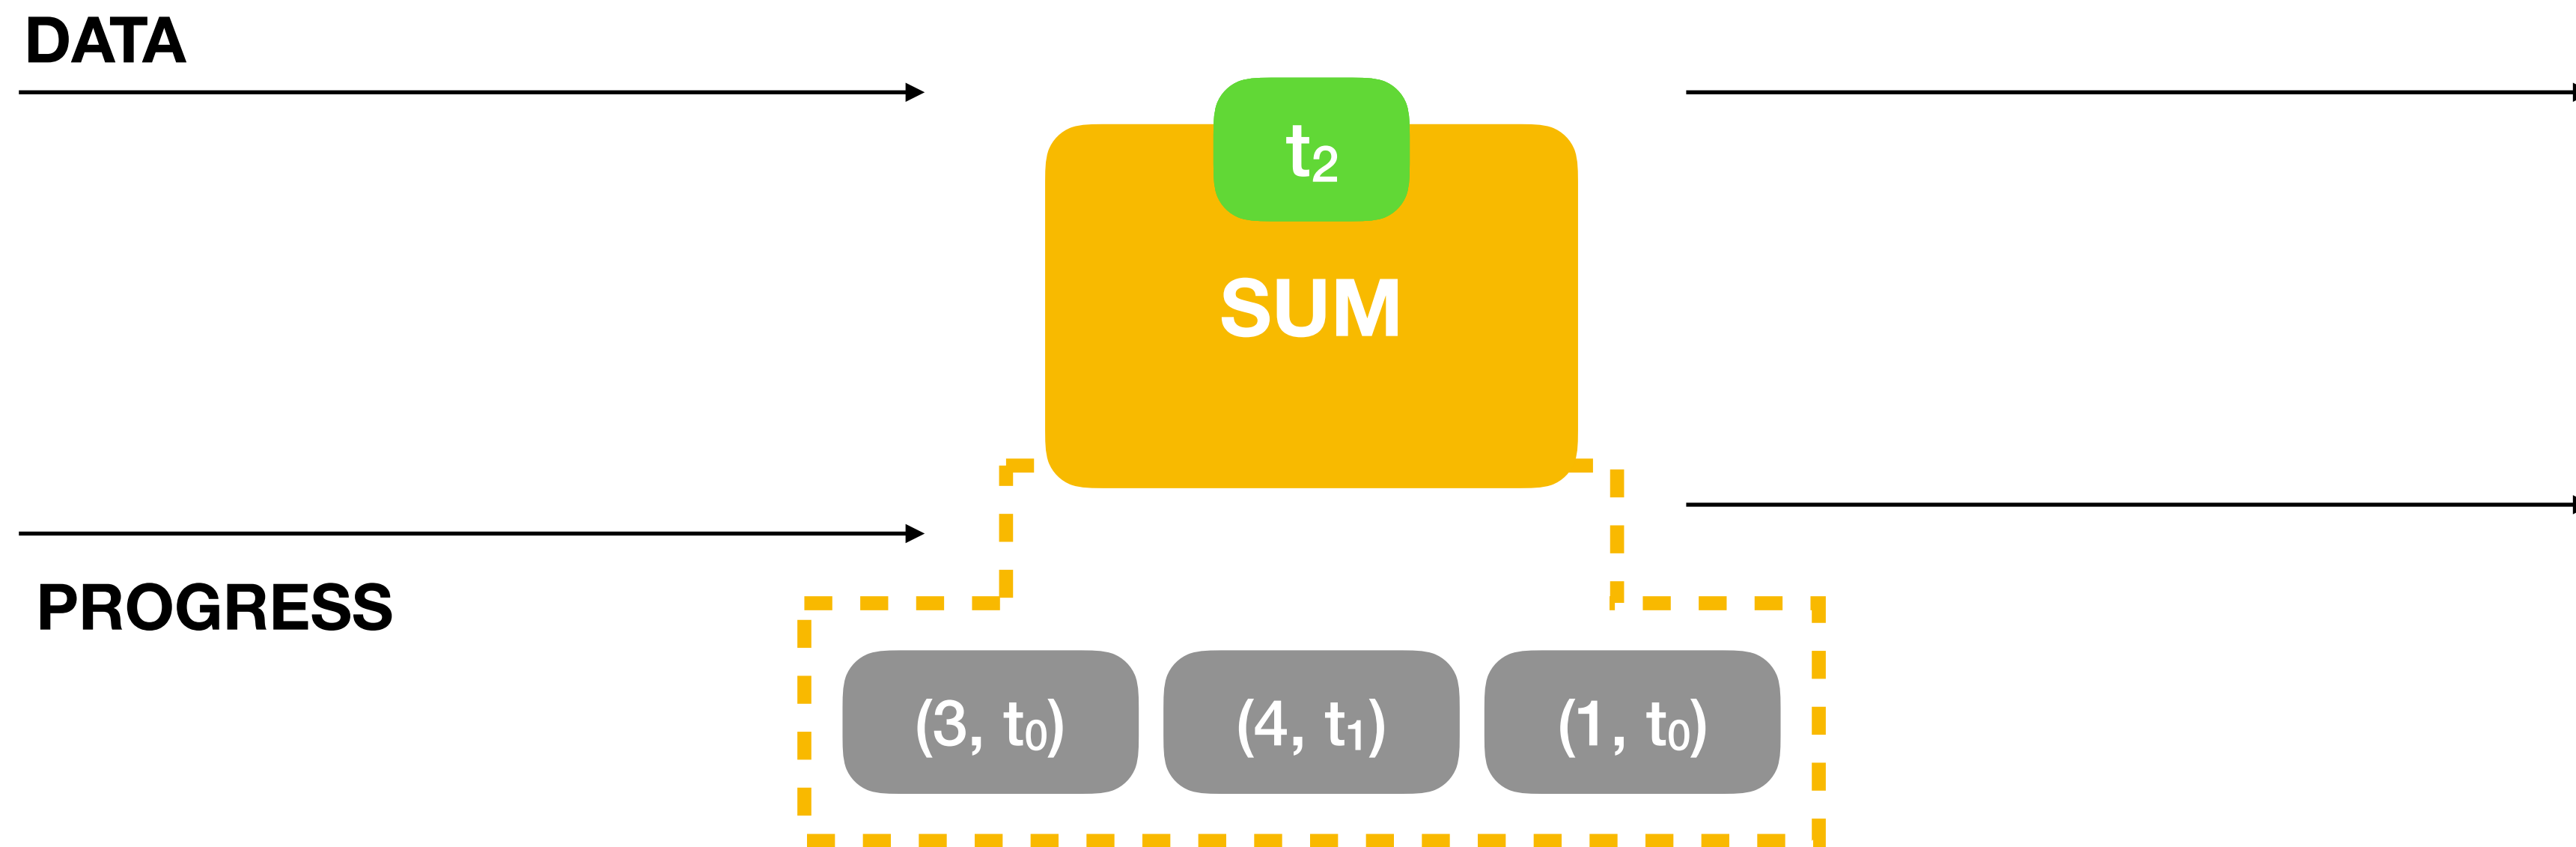 DATA
t₂
SUM
PROGRESS
(3, t₀) (4, t₁) (1, t₀)